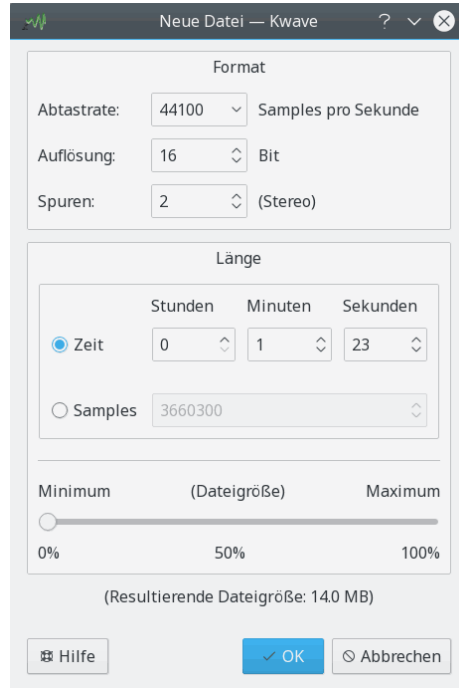 Neue Datei — Kwave ?
Format
Abtastrate: 44100 Samples pro Sekunde
Auflösung: 16 Bit
Spuren: 2 (Stereo)
Länge
Stunden Minuten Sekunden
Zeit 0 1 23
Samples 3660300
Minimum (Dateigröße) Maximum
0% 50% 100%
(Resultierende Dateigröße: 14.0 MB)
Hilfe OK Abbrechen